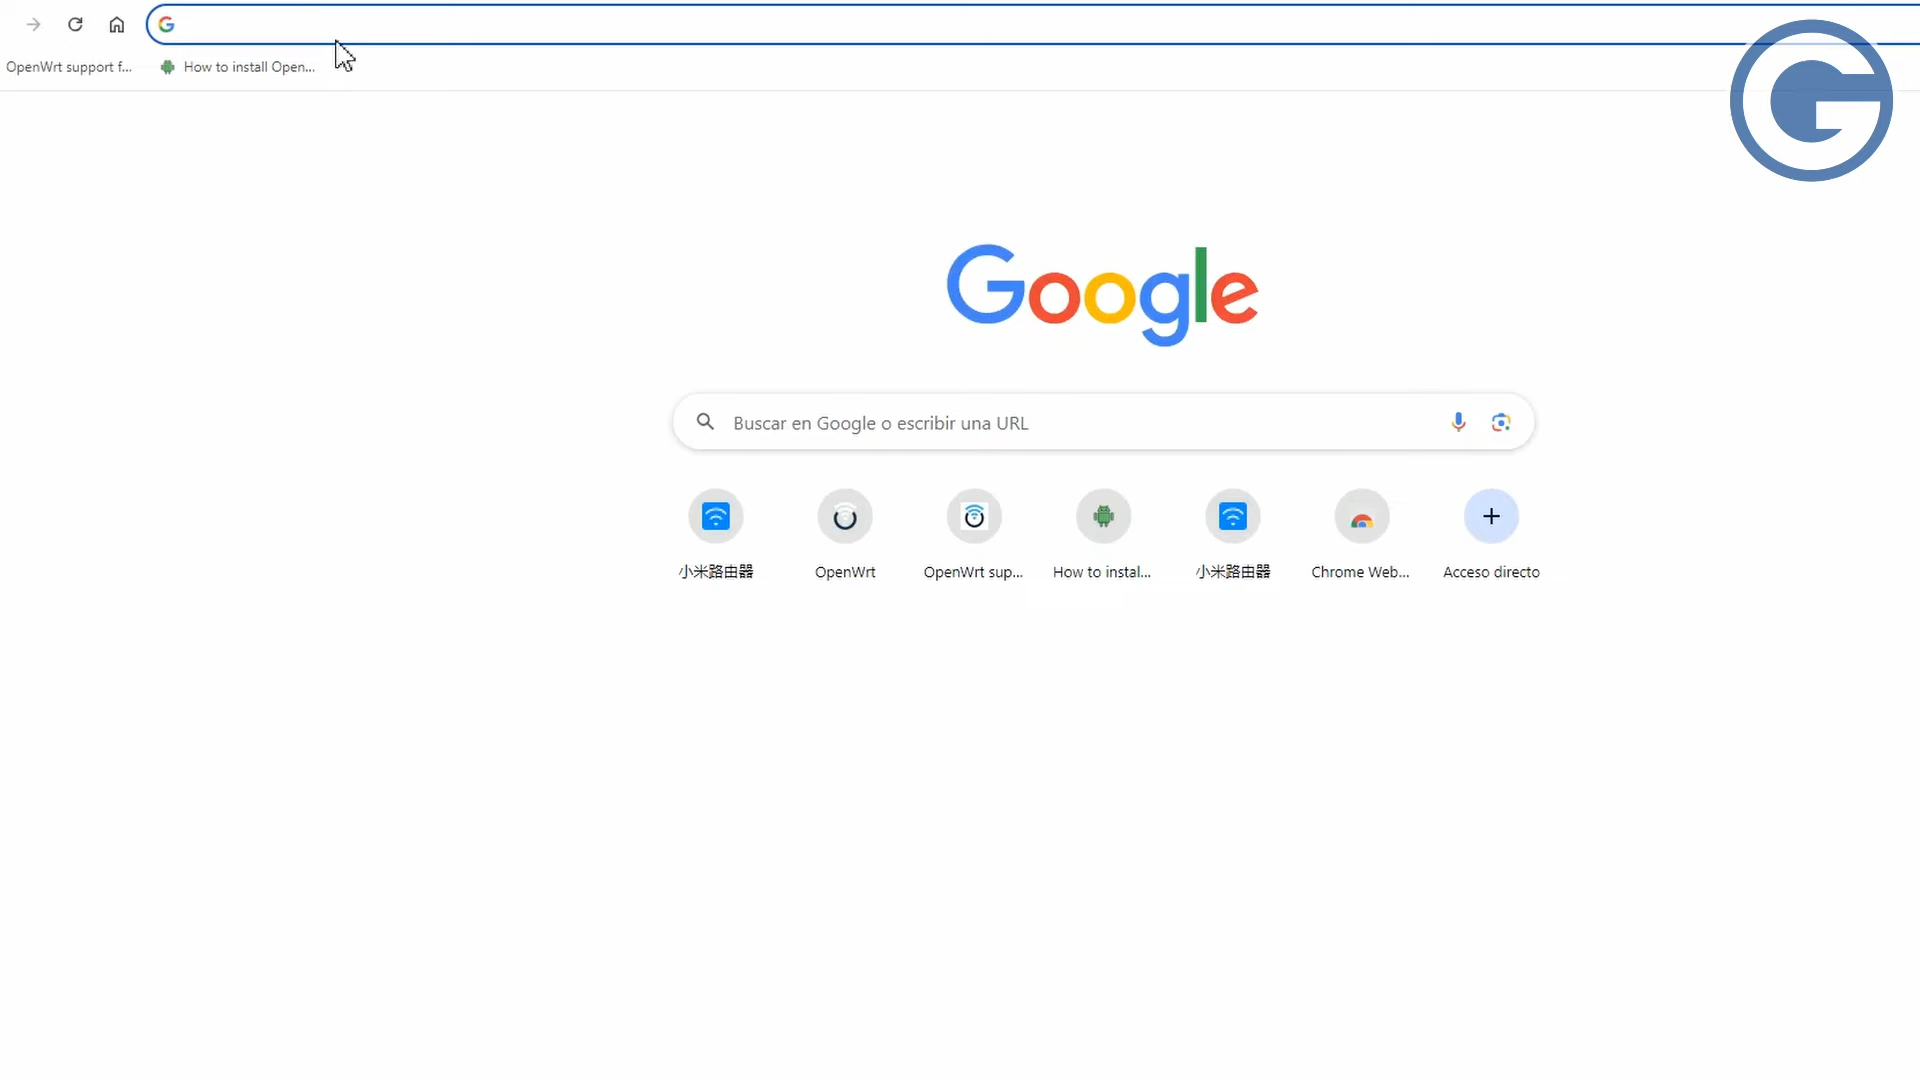 OpenWrt support f...
How to install Open...
Google
Buscar en Google o escribir una URL
小米路由器
OpenWrt
OpenWrt sup...
How to instal...
小米路由器
Chrome Web...
Acceso directo